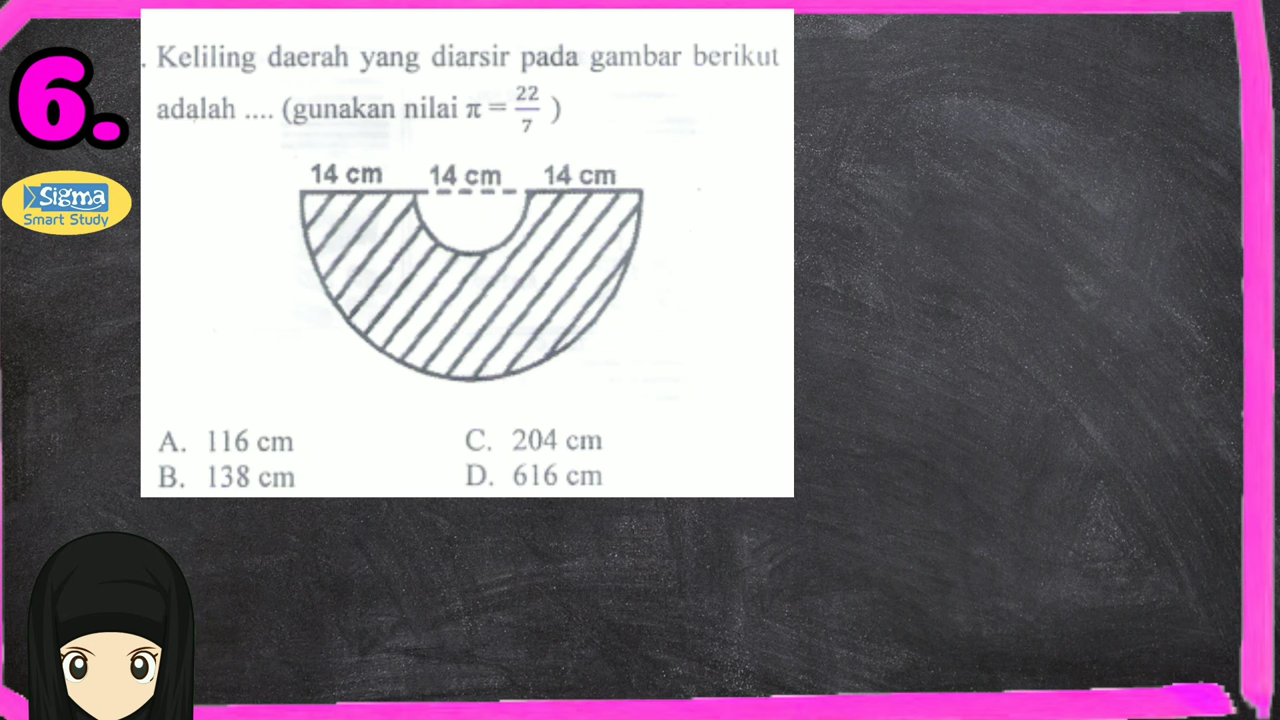 6.
Sigma
Smart Study
. Keliling daerah yang diarsir pada gambar berikut
adalah .... (gunakan nilai π = 22/7 )
14 cm 14 cm 14 cm
A. 116 cm C. 204 cm
B. 138 cm D. 616 cm